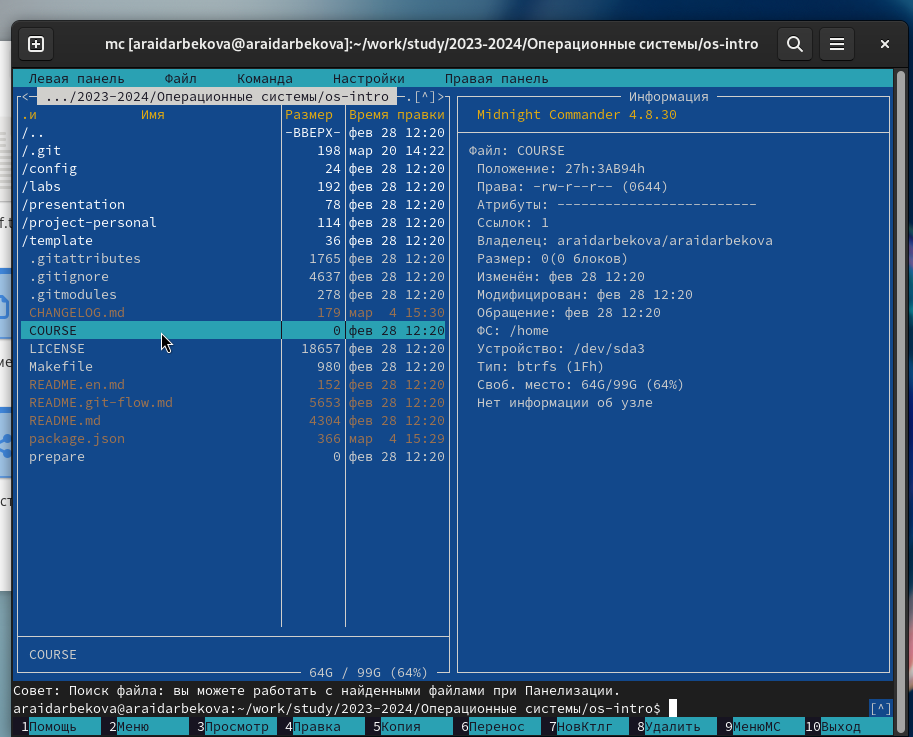 mc [araidarbekova@araidarbekova]:~/work/study/2023-2024/Операционные системы/os-intro
Левая панель Файл Команда Настройки Правая панель
<─ .../2023-2024/Операционные системы/os-intro ─.[^]>
.и Имя Размер Время правки
/.. -ВВЕРХ- фев 28 12:20
/.git 198 мар 20 14:22
/config 24 фев 28 12:20
/labs 192 фев 28 12:20
/presentation 78 фев 28 12:20
/project-personal 114 фев 28 12:20
/template 36 фев 28 12:20
.gitattributes 1765 фев 28 12:20
.gitignore 4637 фев 28 12:20
.gitmodules 278 фев 28 12:20
CHANGELOG.md 179 мар 4 15:30
COURSE 0 фев 28 12:20
LICENSE 18657 фев 28 12:20
Makefile 980 фев 28 12:20
README.en.md 152 фев 28 12:20
README.git-flow.md 5653 фев 28 12:20
README.md 4304 фев 28 12:20
package.json 366 мар 4 15:29
prepare 0 фев 28 12:20
COURSE
64G / 99G (64%)
Информация
Midnight Commander 4.8.30
Файл: COURSE
Положение: 27h:3AB94h
Права: -rw-r--r-- (0644)
Атрибуты: -------------------------
Ссылок: 1
Владелец: araidarbekova/araidarbekova
Размер: 0(0 блоков)
Изменён: фев 28 12:20
Модифицирован: фев 28 12:20
Обращение: фев 28 12:20
ФС: /home
Устройство: /dev/sda3
Тип: btrfs (1Fh)
Своб. место: 64G/99G (64%)
Нет информации об узле
Совет: Поиск файла: вы можете работать с найденными файлами при Панелизации.
araidarbekova@araidarbekova:~/work/study/2023-2024/Операционные системы/os-intro$ [^]
1Помощь 2Меню 3Просмотр 4Правка 5Копия 6Перенос 7НовКтлг 8Удалить 9МенюМС 10Выход